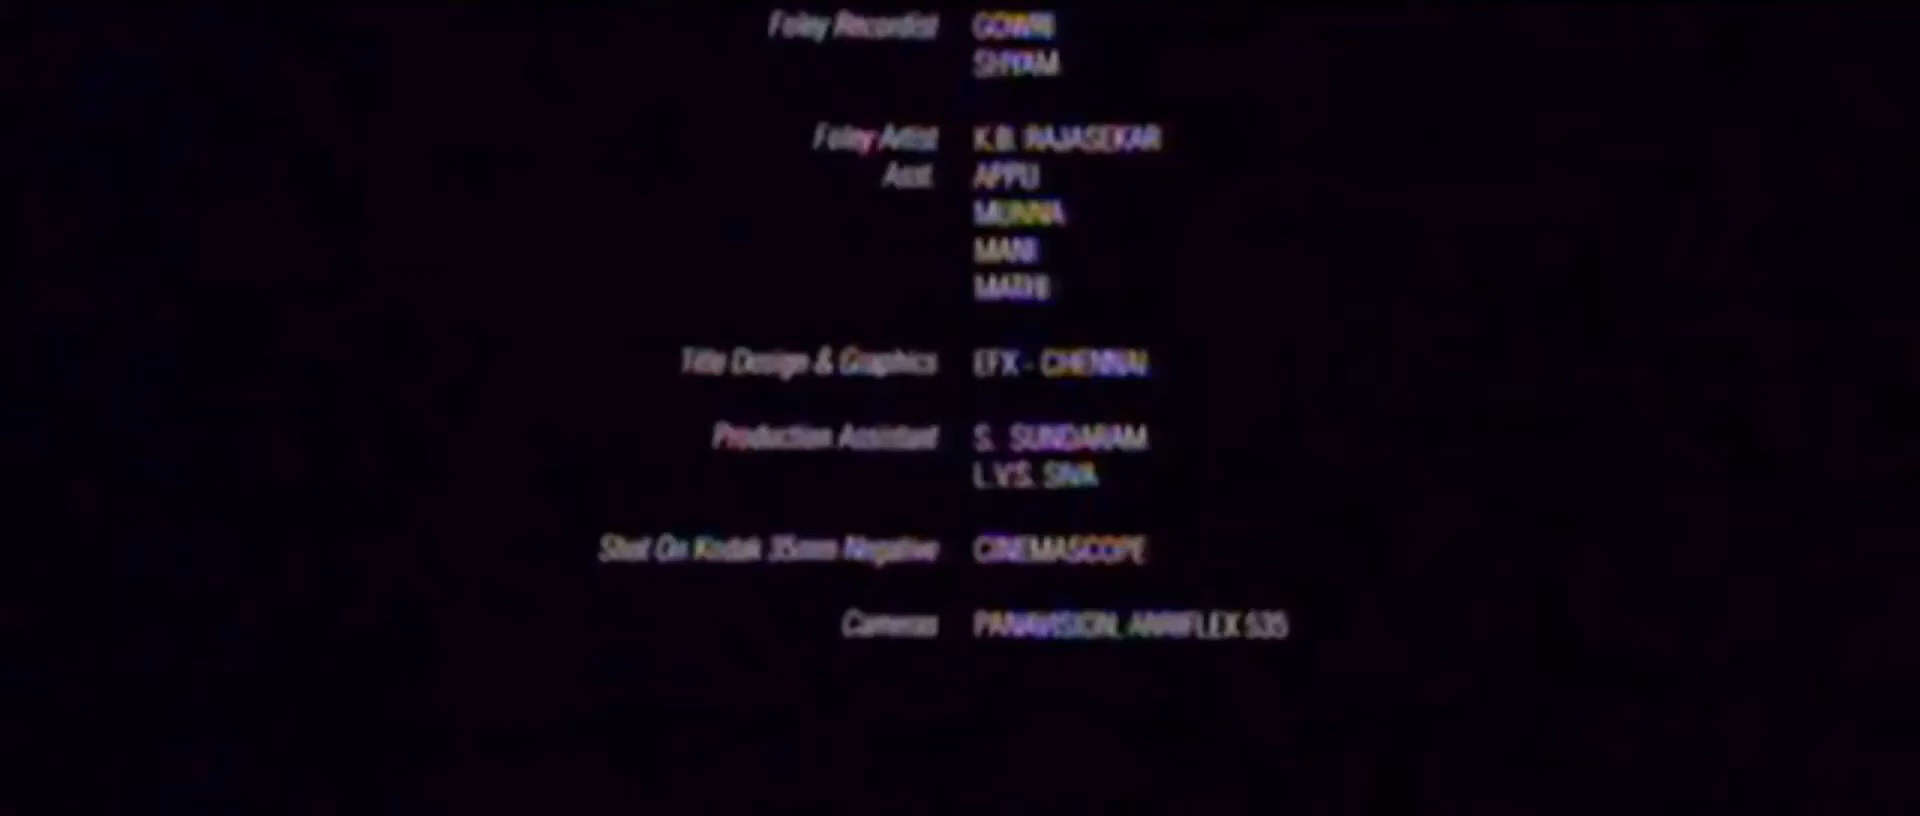 Foley Recordist GOWRI
SHYAM
Foley Artist K.B. RAJASEKAR
Asst. APPU
MUNNA
MANI
MATHI
Title Design & Graphics EFX - CHENNAI
Production Assistant S. SUNDARAM
L.V.S. SIVA
Shot On Kodak 35mm Negative CINEMASCOPE
Cameras PANAVISION, ARRIFLEX 535